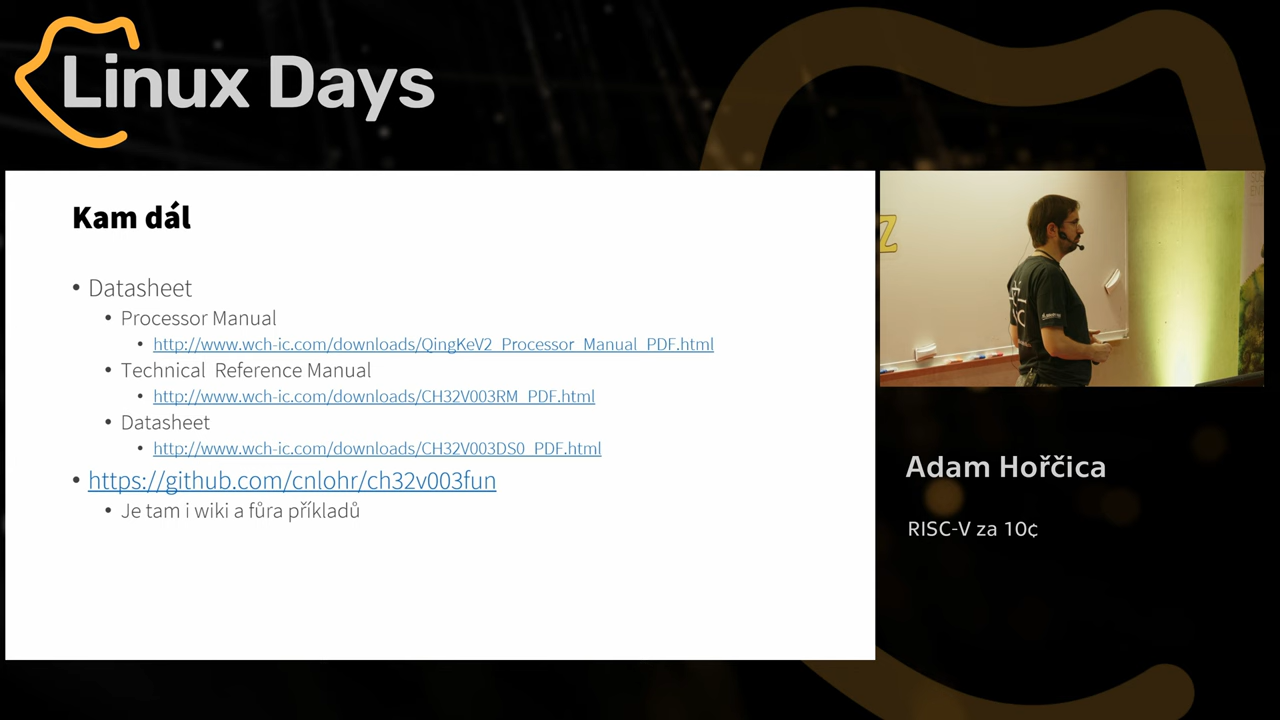 Linux Days
Kam dál
• Datasheet
• Processor Manual
• http://www.wch-ic.com/downloads/QingKeV2_Processor_Manual_PDF.html
• Technical Reference Manual
• http://www.wch-ic.com/downloads/CH32V003RM_PDF.html
• Datasheet
• http://www.wch-ic.com/downloads/CH32V003DS0_PDF.html
• https://github.com/cnlohr/ch32v003fun
• Je tam i wiki a fůra příkladů
Z
Adam Hořčica
RISC-V za 10¢